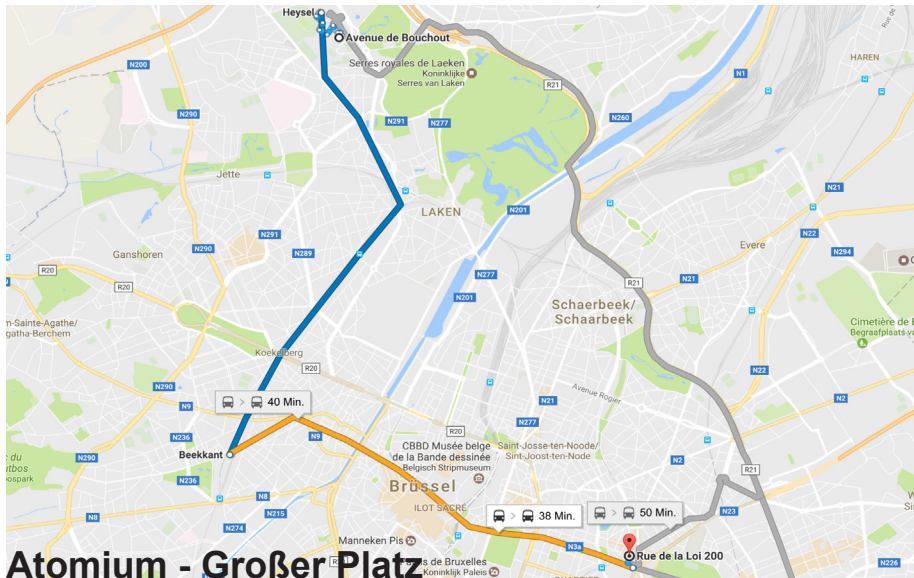 Heysel
Avenue de Bouchout
Serres royales de Laeken
Koninklijke
Serres van Laken
N200
R21
N1
HAREN
N290
N291
N277
N260
Jette
N21
LAKEN
N201
N22
N290
N291
N294
Ganshoren
N289
Evere
R20
N277
N21
R21
R20
N201
Schaerbeek/
Schaarbeek
m-Sainte-Agathe/
gatha-Berchem
Cimetière de B
Begraafplaats va
Koekelberg
R20
N22
N290
Avenue Rogier
N2
N9
40 Min.
N21
N236
N9
R20
CBBD Musée belge
de la Bande dessinée
Belgisch Stripmuseum
Saint-Josse-ten-Noode/
Sint-Joost-ten-Node
Beekkant
N290
N2
R21
N236
Brüssel
N8
ILOT SACRÉ
N8
N215
38 Min.
50 Min.
N23
N274
Manneken Pis
N3a
Rue de la Loi 200
Atomium - Großer Platz
is de Bruxelles
Koninklijk Paleis
N226